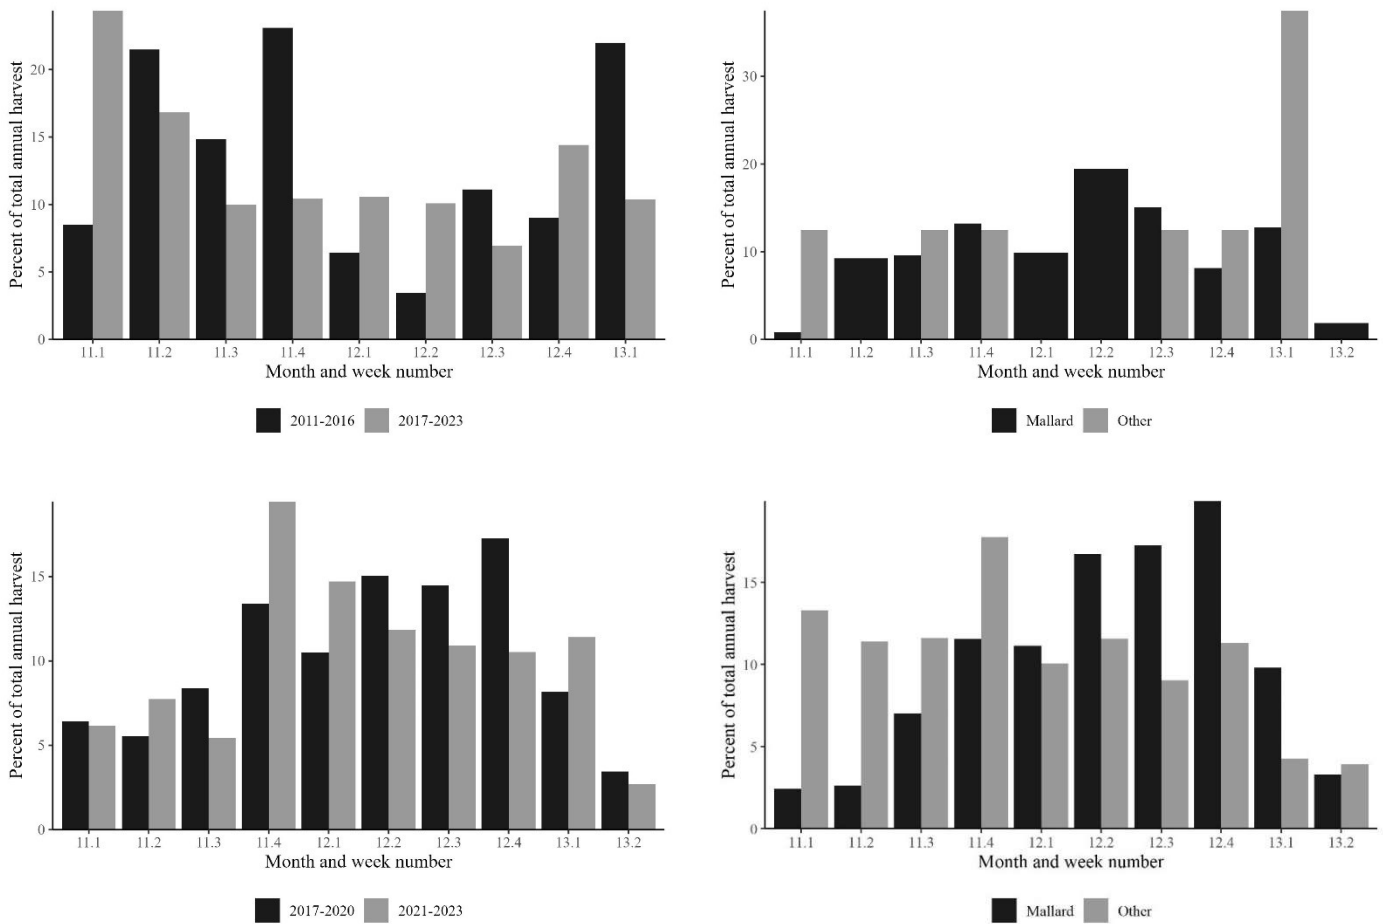 Percent of total annual harvest
20
15
10
5
0
11.1 11.2 11.3 11.4 12.1 12.2 12.3 12.4 13.1
Month and week number
2011-2016 2017-2023
Percent of total annual harvest
30
20
10
0
11.1 11.2 11.3 11.4 12.1 12.2 12.3 12.4 13.1 13.2
Month and week number
Mallard Other
Percent of total annual harvest
15
10
5
0
11.1 11.2 11.3 11.4 12.1 12.2 12.3 12.4 13.1 13.2
Month and week number
2017-2020 2021-2023
Percent of total annual harvest
15
10
5
0
11.1 11.2 11.3 11.4 12.1 12.2 12.3 12.4 13.1 13.2
Month and week number
Mallard Other